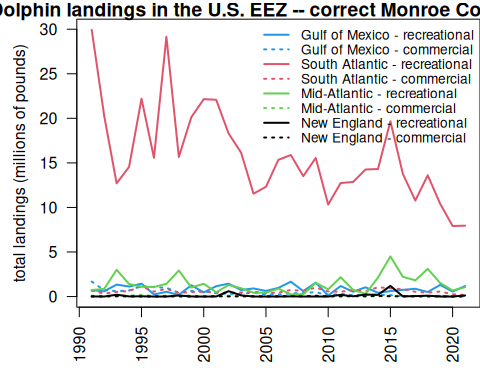 Dolphin landings in the U.S. EEZ -- correct Monroe Co
total landings (millions of pounds)
30
25
20
15
10
5
0
Gulf of Mexico - recreational
Gulf of Mexico - commercial
South Atlantic - recreational
South Atlantic - commercial
Mid-Atlantic - recreational
Mid-Atlantic - commercial
New England - recreational
New England - commercial
1990
1995
2000
2005
2010
2015
2020